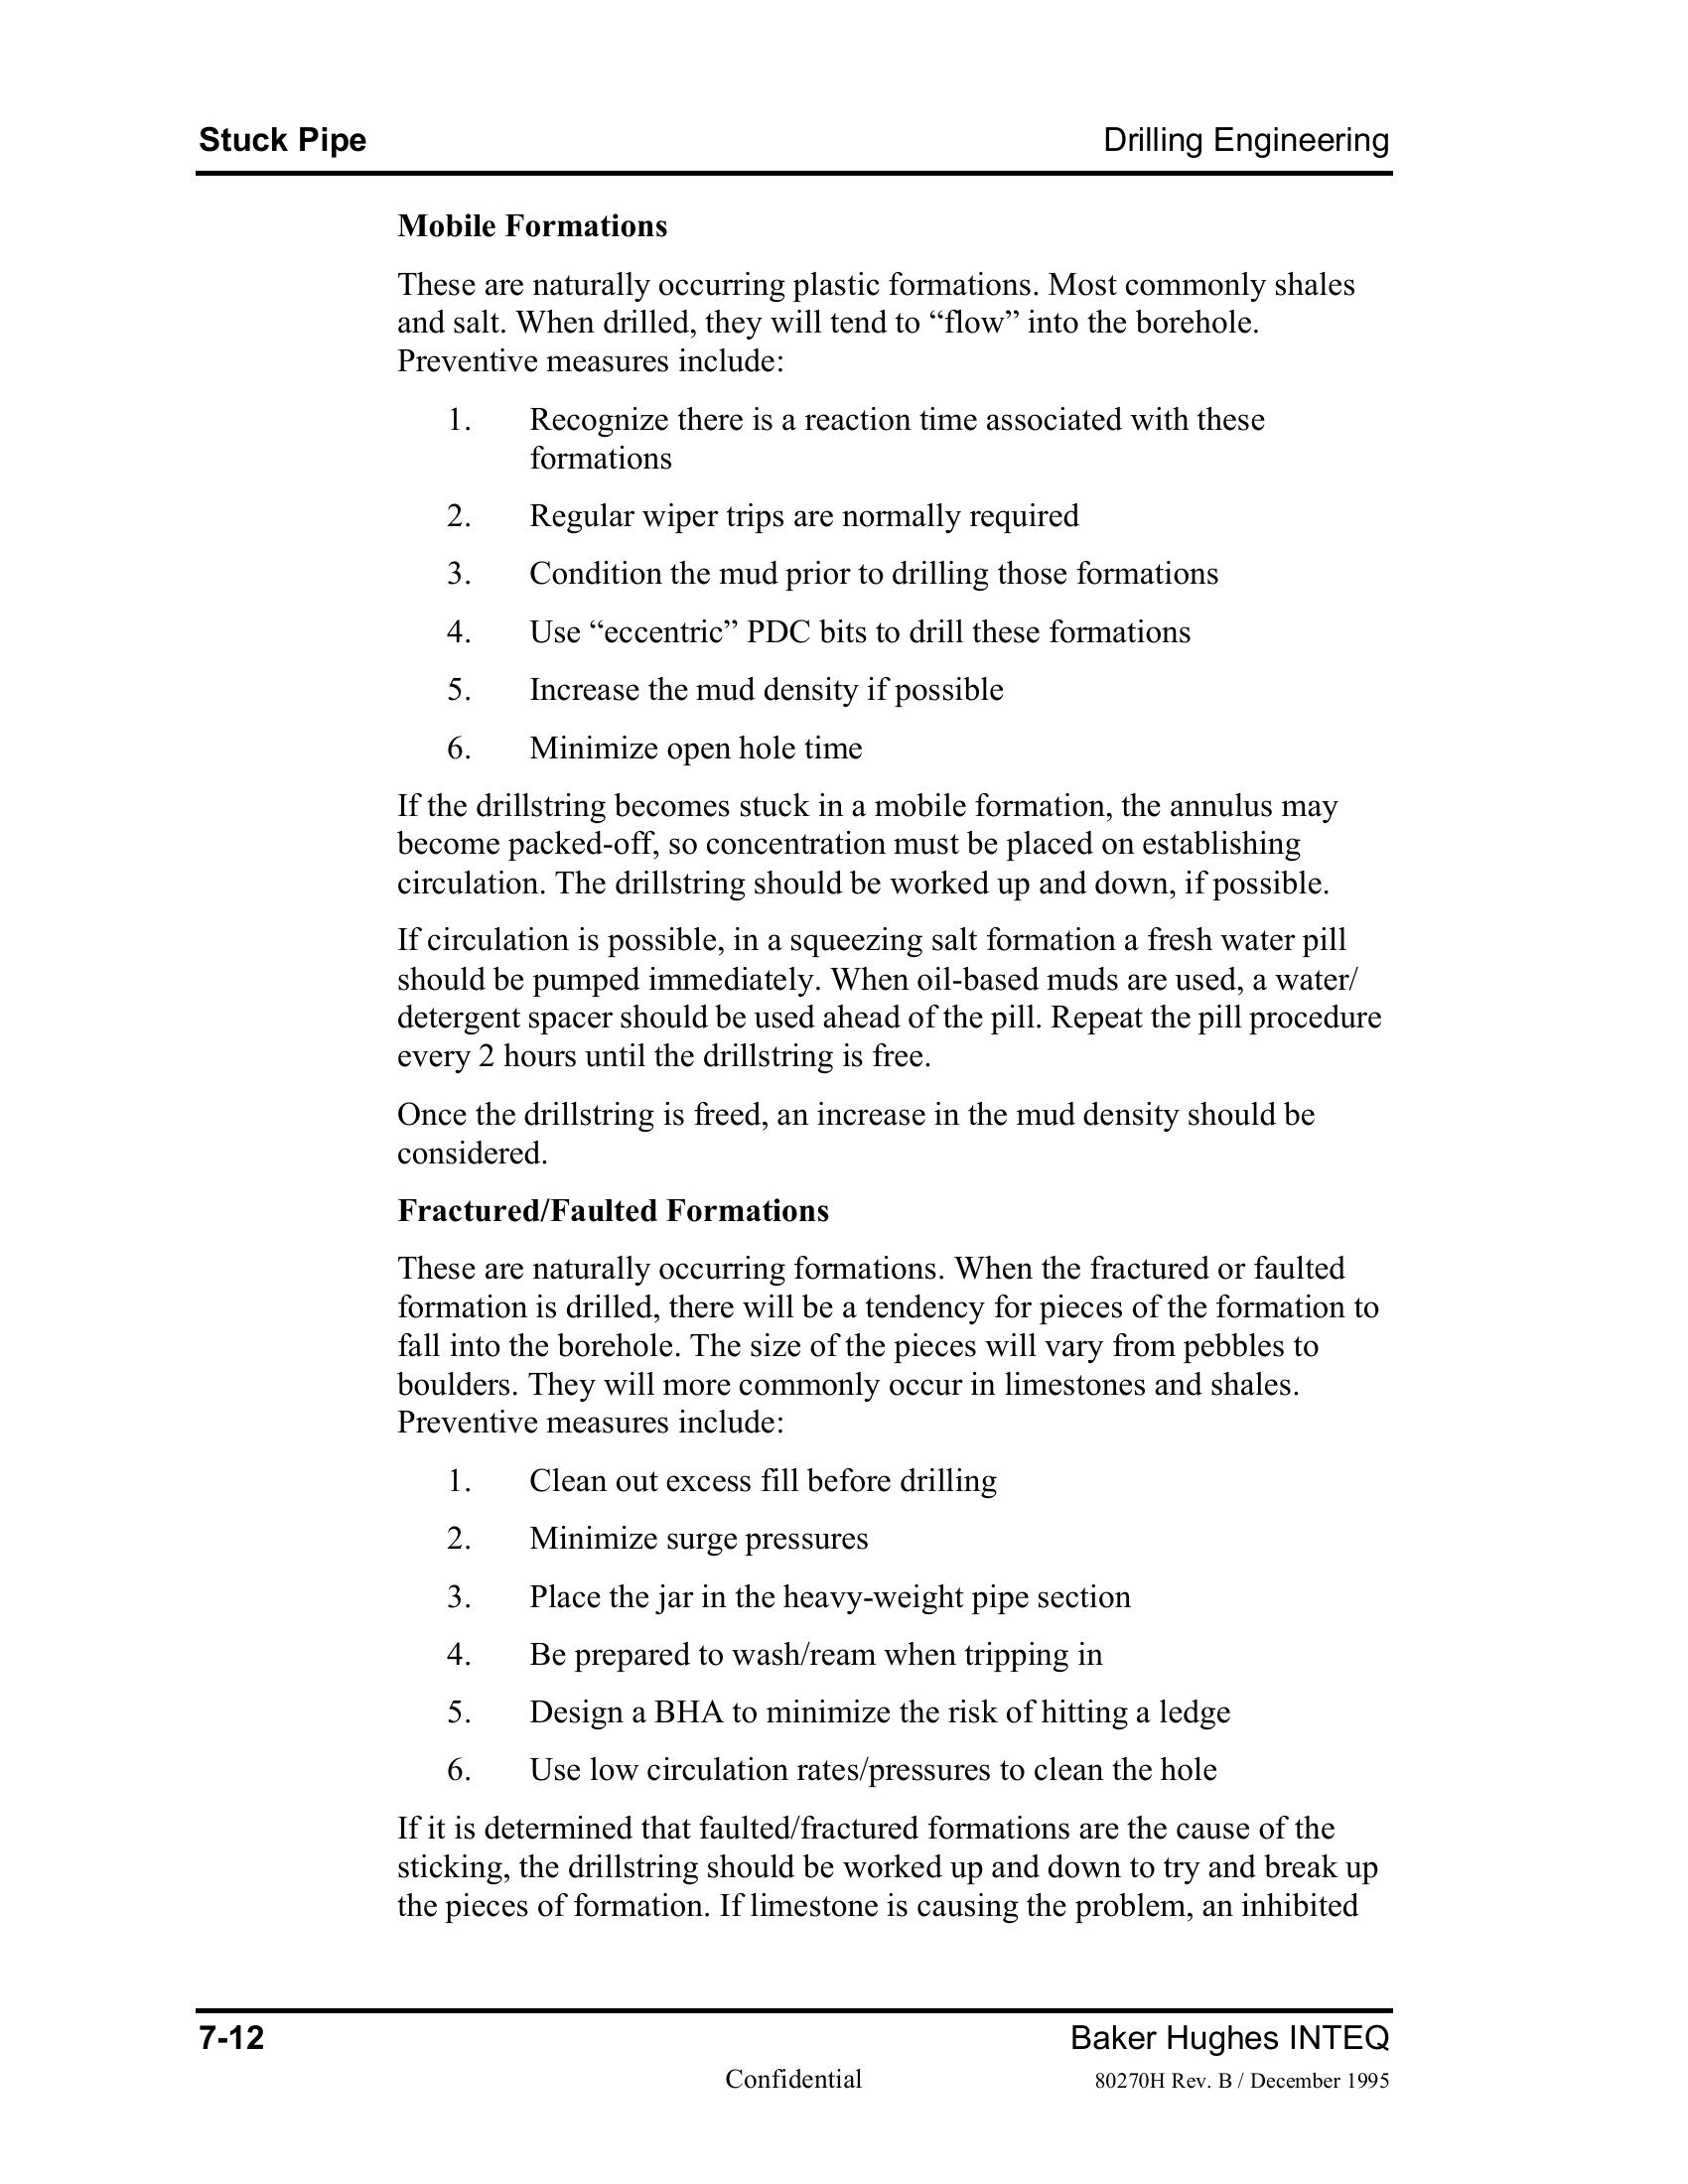 Stuck Pipe Drilling Engineering
Mobile Formations
These are naturally occurring plastic formations. Most commonly shales
and salt. When drilled, they will tend to “flow” into the borehole.
Preventive measures include:
1. Recognize there is a reaction time associated with these
formations
2. Regular wiper trips are normally required
3. Condition the mud prior to drilling those formations
4. Use “eccentric” PDC bits to drill these formations
5. Increase the mud density if possible
6. Minimize open hole time
If the drillstring becomes stuck in a mobile formation, the annulus may
become packed-off, so concentration must be placed on establishing
circulation. The drillstring should be worked up and down, if possible.
If circulation is possible, in a squeezing salt formation a fresh water pill
should be pumped immediately. When oil-based muds are used, a water/
detergent spacer should be used ahead of the pill. Repeat the pill procedure
every 2 hours until the drillstring is free.
Once the drillstring is freed, an increase in the mud density should be
considered.
Fractured/Faulted Formations
These are naturally occurring formations. When the fractured or faulted
formation is drilled, there will be a tendency for pieces of the formation to
fall into the borehole. The size of the pieces will vary from pebbles to
boulders. They will more commonly occur in limestones and shales.
Preventive measures include:
1. Clean out excess fill before drilling
2. Minimize surge pressures
3. Place the jar in the heavy-weight pipe section
4. Be prepared to wash/ream when tripping in
5. Design a BHA to minimize the risk of hitting a ledge
6. Use low circulation rates/pressures to clean the hole
If it is determined that faulted/fractured formations are the cause of the
sticking, the drillstring should be worked up and down to try and break up
the pieces of formation. If limestone is causing the problem, an inhibited
7-12 Baker Hughes INTEQ
Confidential 80270H Rev. B / December 1995